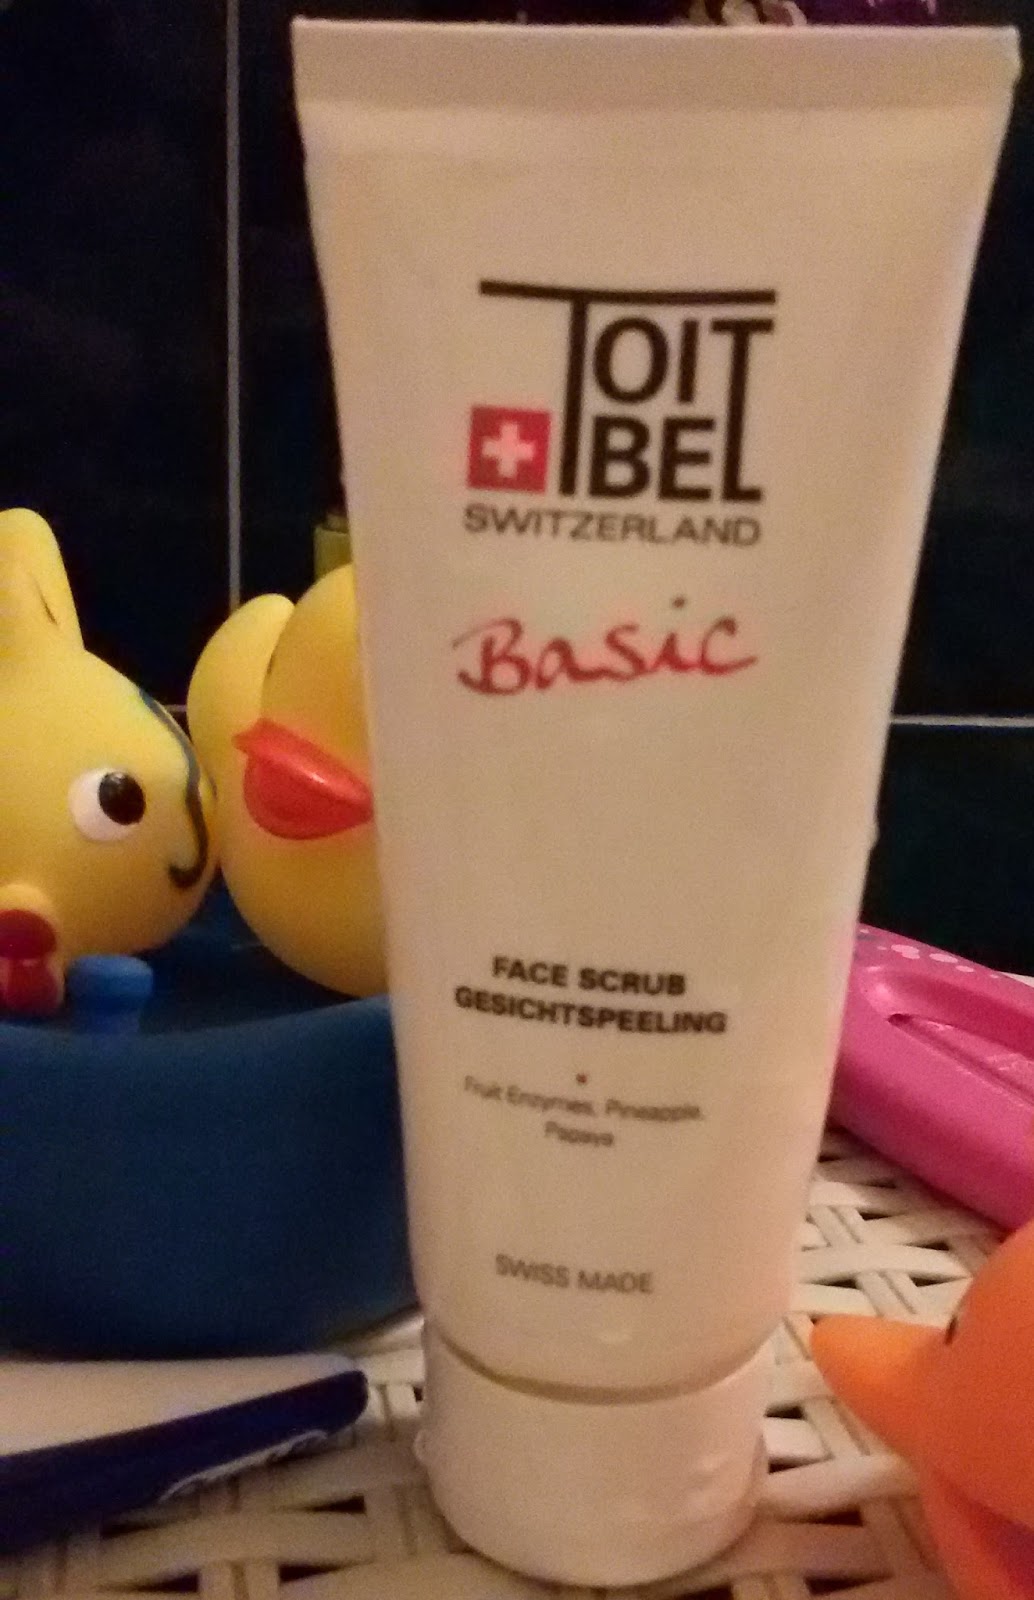 TOIT
BEL
SWITZERLAND
Basic
FACE SCRUB
GESICHTSPEELING
Fruit Enzymes, Pineapple,
Papaya
SWISS MADE